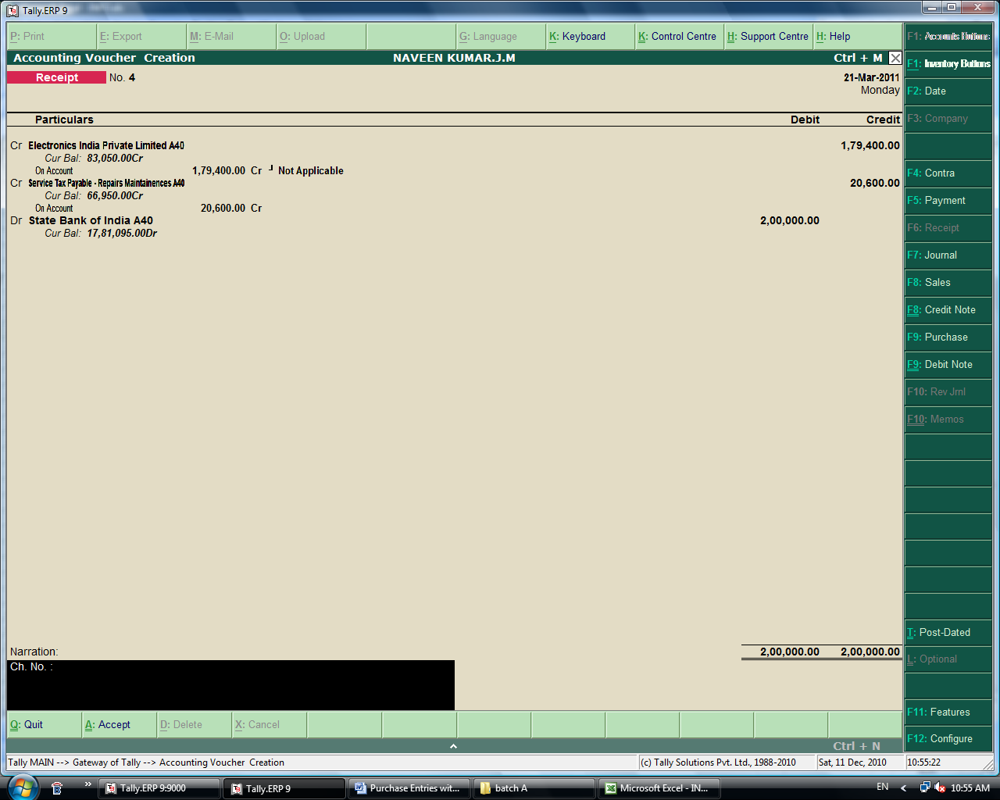 Tally.ERP 9
P: Print E: Export M: E-Mail O: Upload G: Language K: Keyboard K: Control Centre H: Support Centre H: Help
Accounting Voucher Creation NAVEEN KUMAR.J.M Ctrl + M
Receipt No. 4 21-Mar-2011
Monday
Particulars Debit Credit
Cr Electronics India Private Limited A40 1,79,400.00
Cur Bal: 83,050.00Cr
On Account 1,79,400.00 Cr ┘ Not Applicable
Cr Service Tax Payable - Repairs Maintainences A40 20,600.00
Cur Bal: 66,950.00Cr
On Account 20,600.00 Cr
Dr State Bank of India A40 2,00,000.00
Cur Bal: 17,81,095.00Dr
Narration: 2,00,000.00 2,00,000.00
Ch. No. :
F1: Accounts Buttons
F1: Inventory Buttons
F2: Date
F3: Company
F4: Contra
F5: Payment
F6: Receipt
F7: Journal
F8: Sales
F8: Credit Note
F9: Purchase
F9: Debit Note
F10: Rev Jrnl
F10: Memos
T: Post-Dated
L: Optional
F11: Features
F12: Configure
Q: Quit A: Accept D: Delete X: Cancel
Ctrl + N
Tally MAIN --> Gateway of Tally --> Accounting Voucher Creation (c) Tally Solutions Pvt. Ltd., 1988-2010 Sat, 11 Dec, 2010 10:55:22
Tally.ERP 9:9000 Tally.ERP 9 Purchase Entries wit... batch A Microsoft Excel - IN... EN 10:55 AM